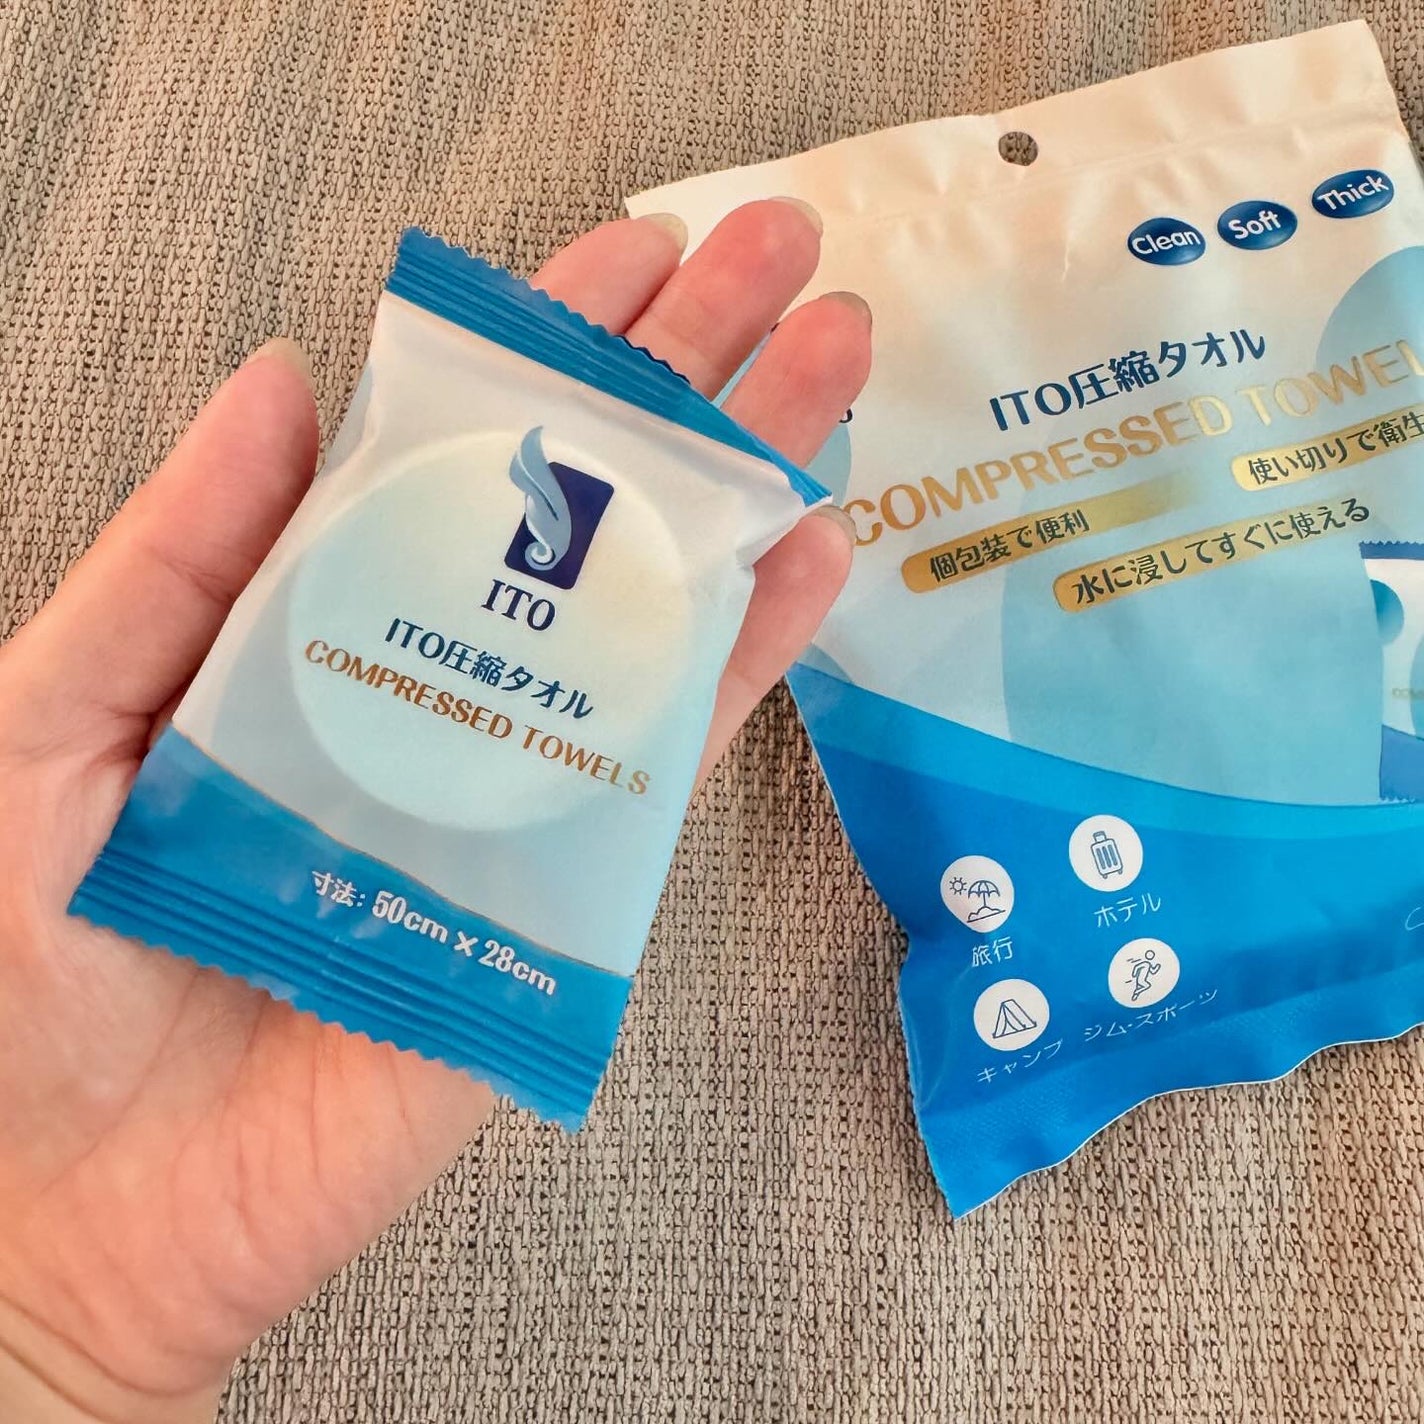 ITO
ITO圧縮タオル
COMPRESSED TOWELS
寸法: 50cm × 28cm
Clean
Soft
Thick
ITO圧縮タオル
COMPRESSED TOWEL
使い切りで衛生
個包装で便利
水に浸してすぐに使える
旅行
ホテル
キャンプ
ジム・スポーツ